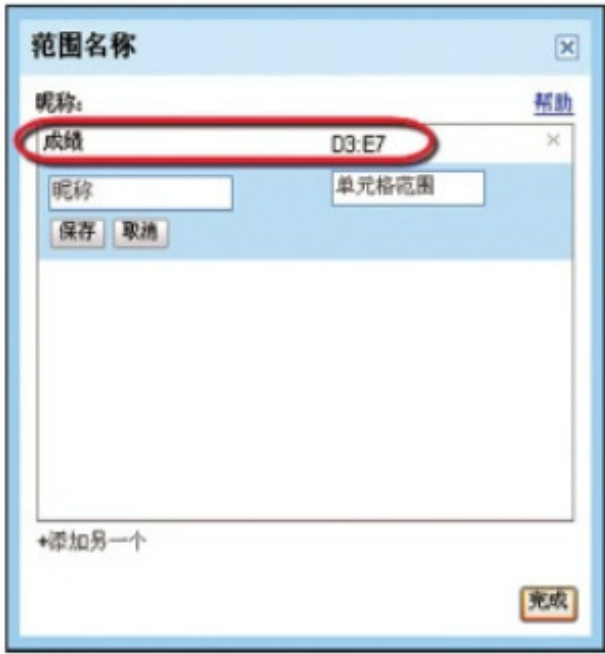 范围名称
昵称:
帮助
成绩 D3:E7
昵称 单元格范围
保存 取消
+添加另一个
完成